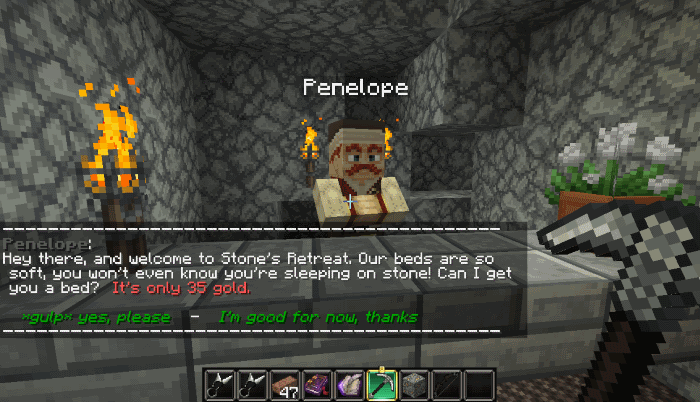 Penelope
Penelope:
Hey there, and welcome to Stone's Retreat. Our beds are so
soft, you won't even know you're sleeping on stone! Can I get
you a bed? It's only 35 gold.
*gulp* yes, please - I'm good for now, thanks
47